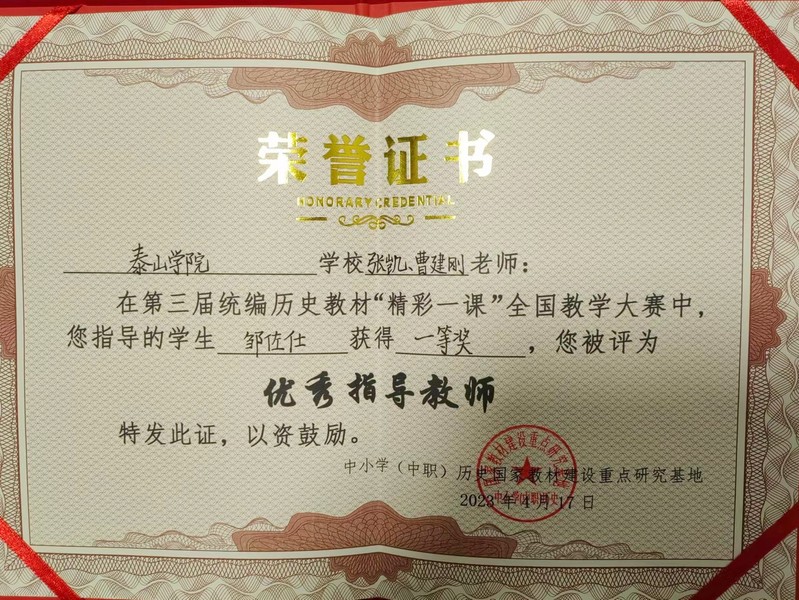 荣誉证书
HONORARY CREDENTIAL
泰山学院学校张凯、曹建刚老师：
在第三届统编历史教材“精彩一课”全国教学大赛中，
您指导的学生邹佐仕获得一等奖，您被评为
优秀指导教师
特发此证，以资鼓励。
中小学（中职）历史国家教材建设重点研究基地
2023年4月17日